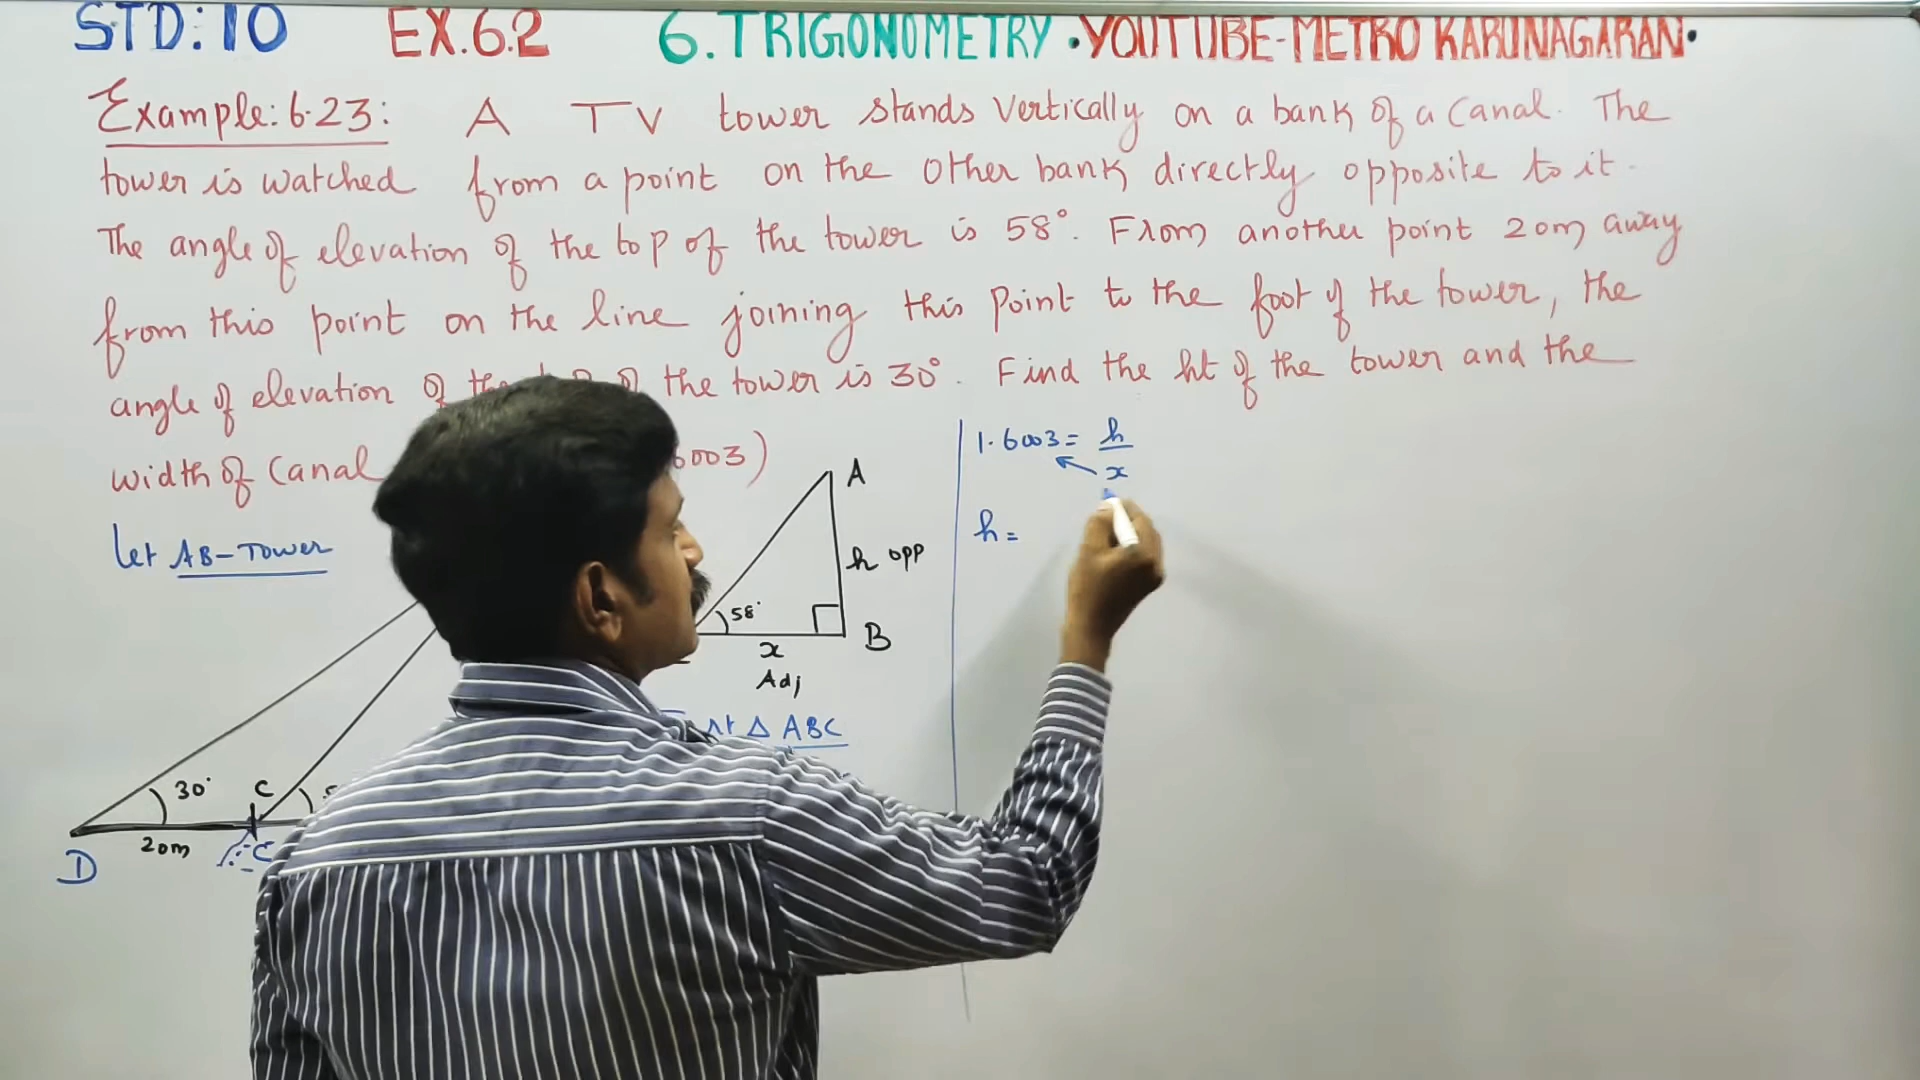 STD: 10 EX.6.2 6. TRIGONOMETRY • YOUTUBE-METRO KARUNAGARAN•
Example: 6.23: A TV tower stands vertically on a bank of a Canal. The
tower is watched from a point on the other bank directly opposite to it.
The angle of elevation of the top of the tower is 58°. From another point 20m away
from this point on the line joining this point to the foot of the tower, the
angle of elevation of the of the tower is 30°. Find the ht of the tower and the
width of Canal 6003)
Let AB-Tower
30°
C
20m
C
D
A
h opp
58°
B
x
Adj
Δ ABC
1.6003 = h/x
h =